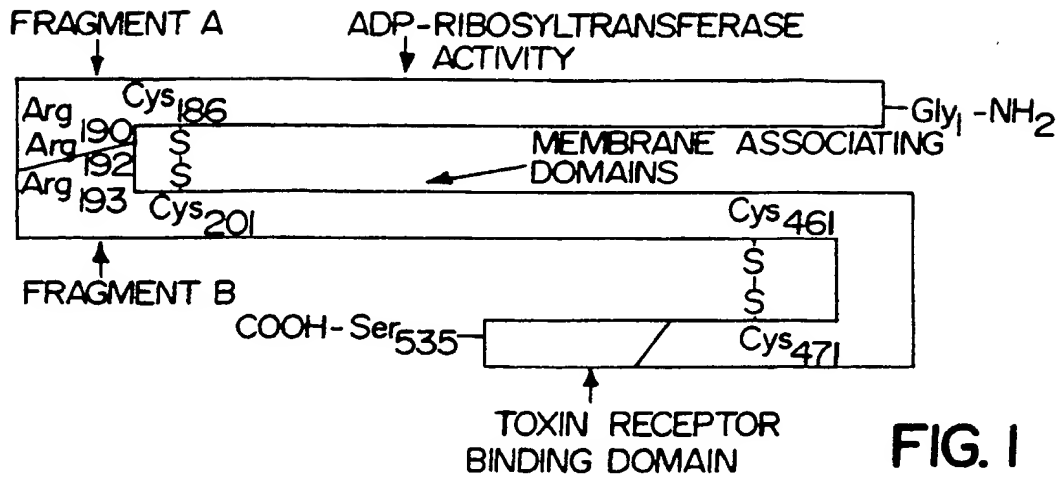 FRAGMENT A
ADP-RIBOSYLTRANSFERASE
ACTIVITY
Arg190
Cys186
Gly1-NH2
Arg192
S
S
MEMBRANE ASSOCIATING
DOMAINS
Arg193
Cys201
Cys461
S
S
FRAGMENT B
COOH-Ser535
Cys471
TOXIN RECEPTOR
BINDING DOMAIN
FIG. 1